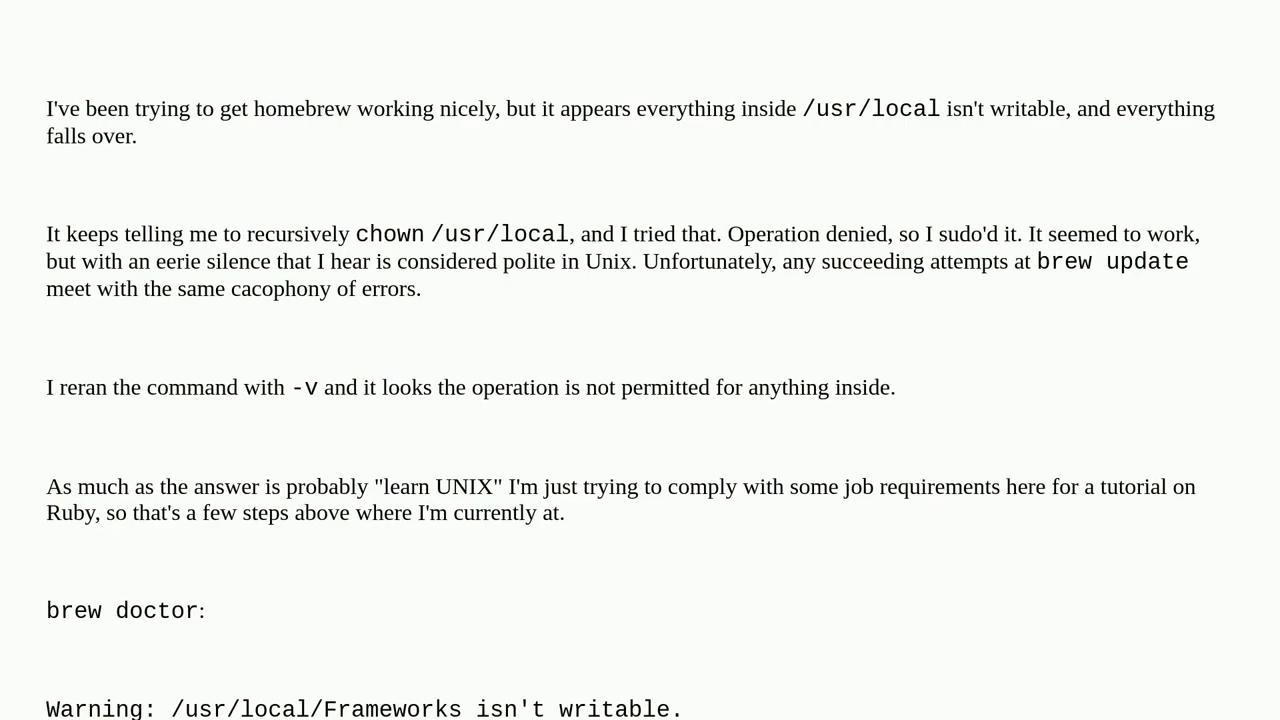 I've been trying to get homebrew working nicely, but it appears everything inside /usr/local isn't writable, and everything
falls over.
It keeps telling me to recursively chown /usr/local, and I tried that. Operation denied, so I sudo'd it. It seemed to work,
but with an eerie silence that I hear is considered polite in Unix. Unfortunately, any succeeding attempts at brew update
meet with the same cacophony of errors.
I reran the command with -v and it looks the operation is not permitted for anything inside.
As much as the answer is probably "learn UNIX" I'm just trying to comply with some job requirements here for a tutorial on
Ruby, so that's a few steps above where I'm currently at.
brew doctor:
Warning: /usr/local/Frameworks isn't writable.